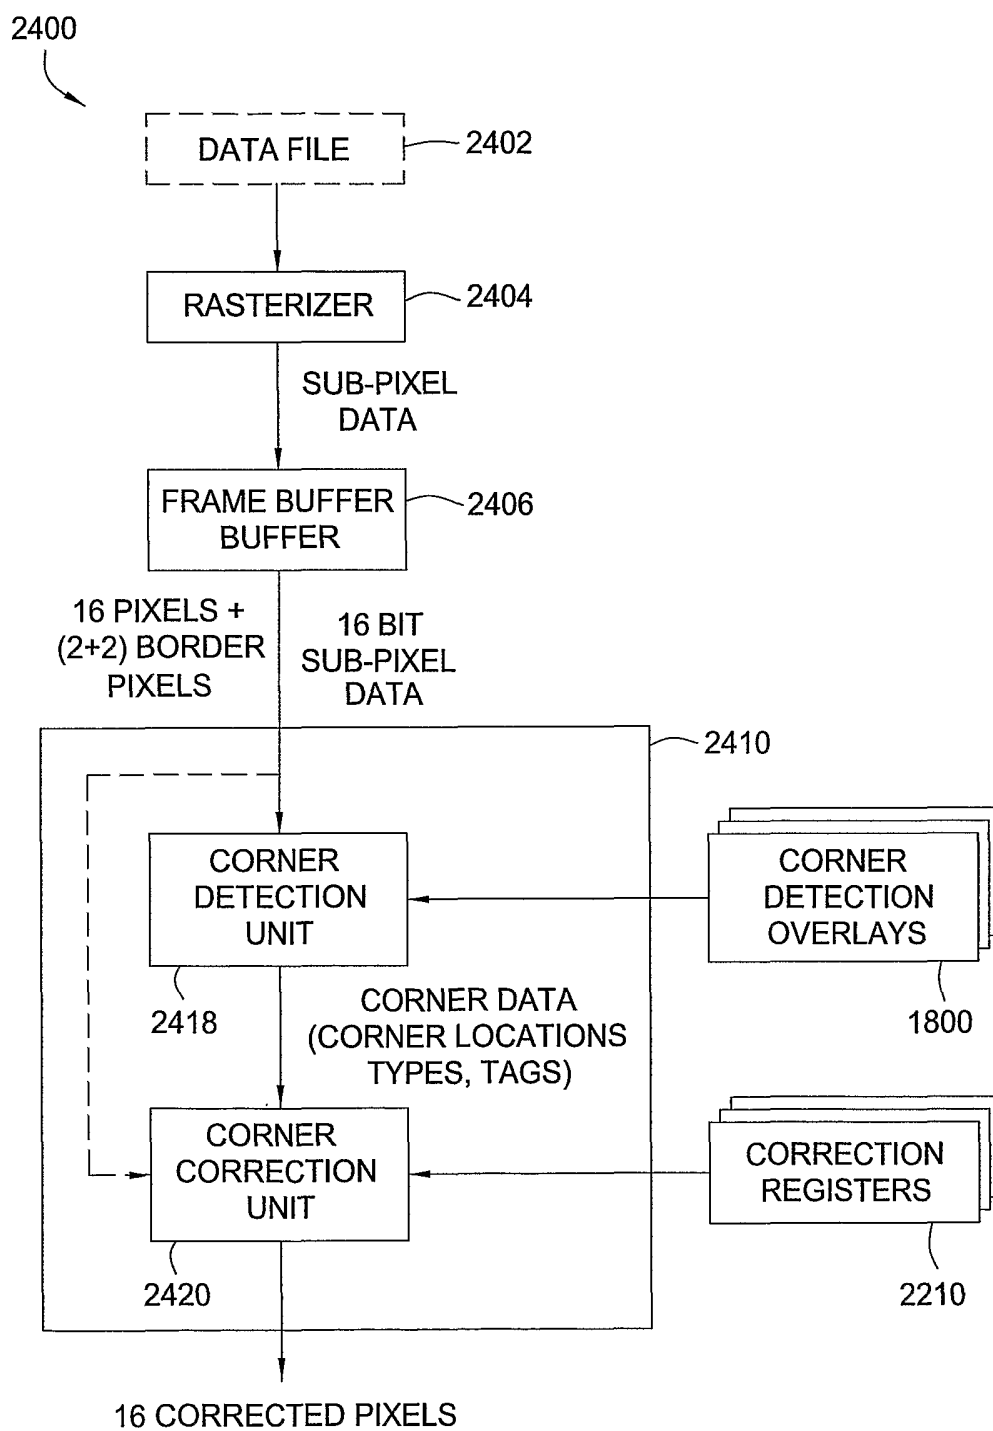 2400
DATA FILE
2402
RASTERIZER
2404
SUB-PIXEL
DATA
FRAME BUFFER
BUFFER
2406
16 PIXELS +
(2+2) BORDER
PIXELS
16 BIT
SUB-PIXEL
DATA
2410
CORNER
DETECTION
UNIT
2418
CORNER
DETECTION
OVERLAYS
1800
CORNER DATA
(CORNER LOCATIONS
TYPES, TAGS)
CORNER
CORRECTION
UNIT
2420
CORRECTION
REGISTERS
2210
16 CORRECTED PIXELS